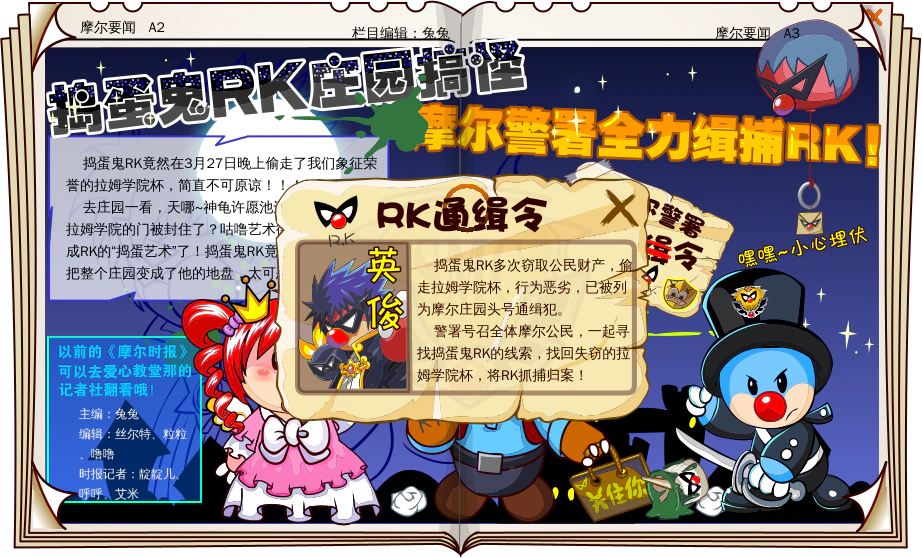 摩尔要闻 A2
栏目编辑：兔兔
摩尔要闻 A3
捣蛋鬼RK庄园搞怪
摩尔警署全力缉捕RK!
捣蛋鬼RK竟然在3月27日晚上偷走了我们象征荣
誉的拉姆学院杯，简直不可原谅！！
去庄园一看，天哪~神龟许愿池
拉姆学院的门被封住了？咕噜艺术
成RK的“捣蛋艺术”了！捣蛋鬼RK竟
把整个庄园变成了他的地盘，太可
RK通缉令
R.K
英俊
捣蛋鬼RK多次窃取公民财产，偷
走拉姆学院杯，行为恶劣，已被列
为摩尔庄园头号通缉犯。
警署号召全体摩尔公民，一起寻
找捣蛋鬼RK的线索，找回失窃的拉
姆学院杯，将RK抓捕归案！
尔警署
缉令
嘿嘿~小心埋伏
以前的《摩尔时报》
可以去爱心教堂那的
记者社翻看哦！
主编：兔兔
编辑：丝尔特、粒粒
、噜噜
时报记者：靛靛儿、
呼呼、艾米
关住你